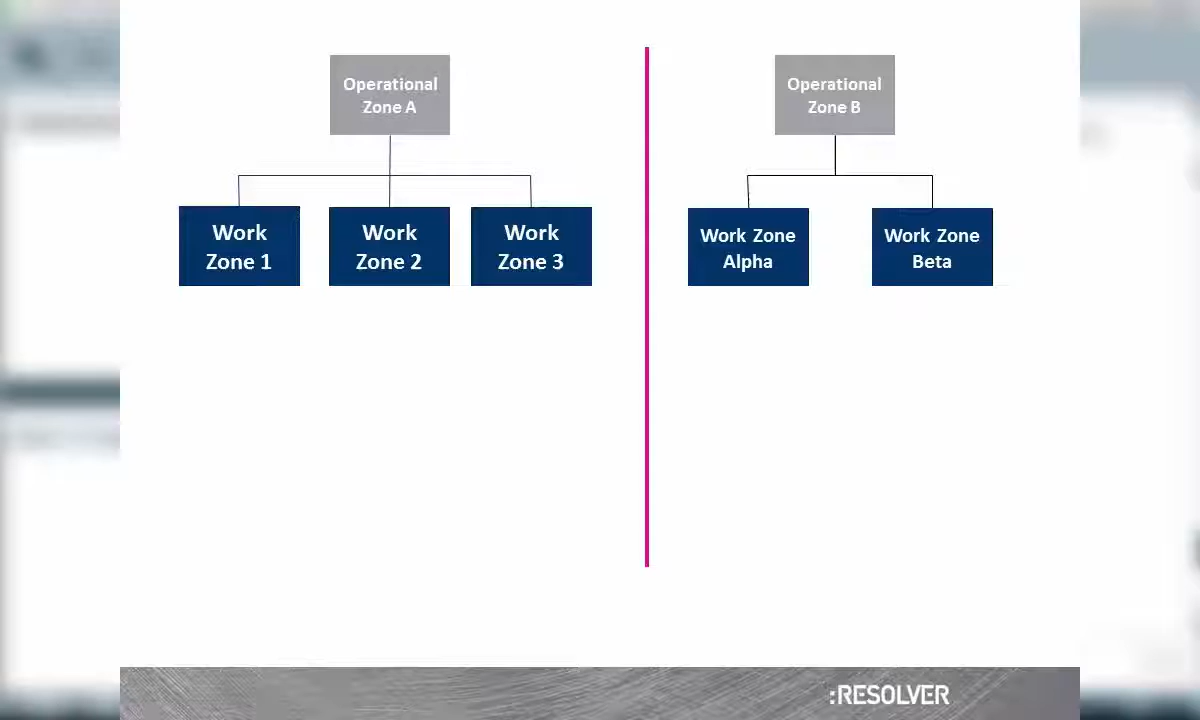 Operational
Zone A
Operational
Zone B
Work
Zone 1
Work
Zone 2
Work
Zone 3
Work Zone
Alpha
Work Zone
Beta
:RESOLVER